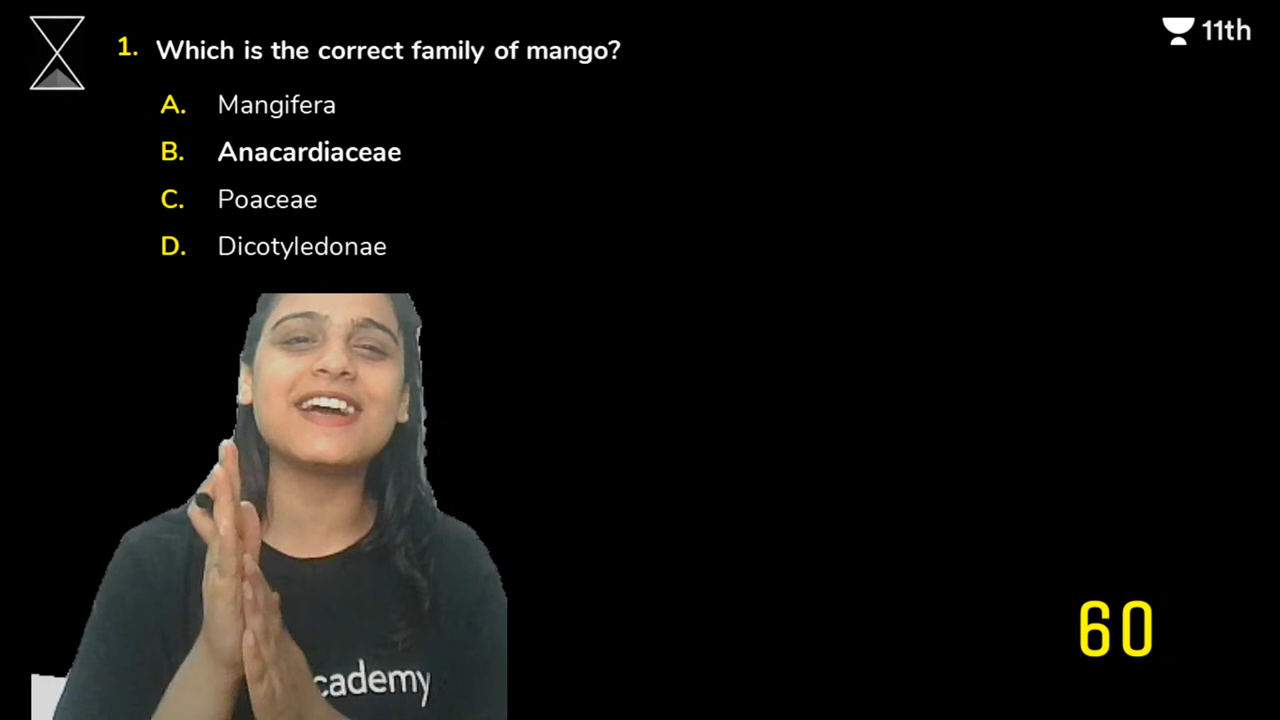 1. Which is the correct family of mango?
11th
A. Mangifera
B. Anacardiaceae
C. Poaceae
D. Dicotyledonae
cademy
60